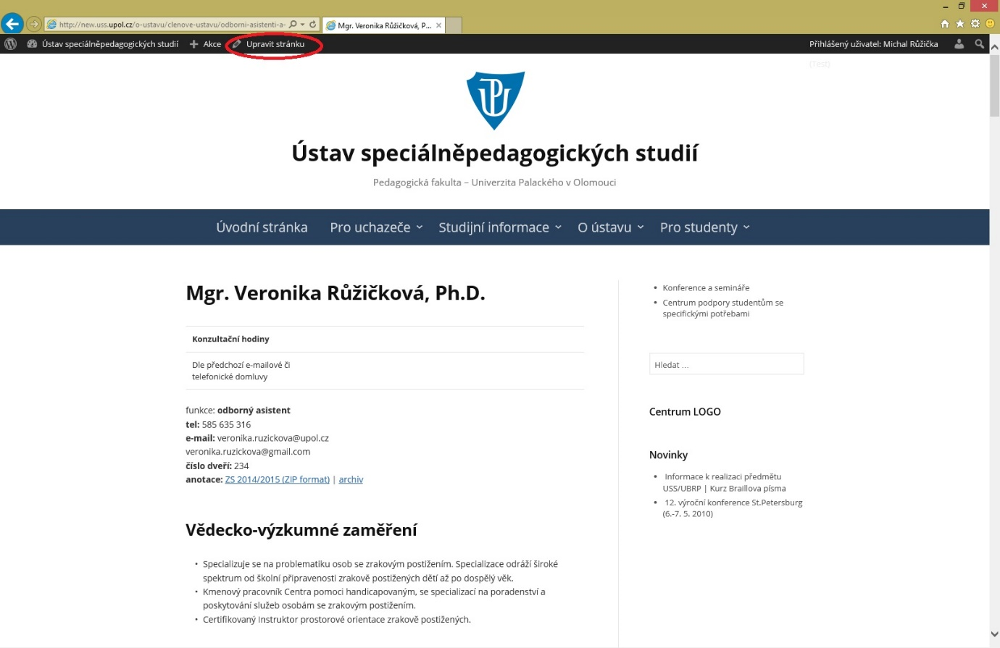 http://new.uss.upol.cz/o-ustavu/clenove-ustavu/odborni-asistenti-a-
Mgr. Veronika Růžičková, P...
Ústav speciálněpedagogických studií
Akce
Upravit stránku
Přihlášený uživatel: Michal Růžička
(Test)
UP
Ústav speciálněpedagogických studií
Pedagogická fakulta – Univerzita Palackého v Olomouci
Úvodní stránka Pro uchazeče Studijní informace O ústavu Pro studenty
Mgr. Veronika Růžičková, Ph.D.
Konzultační hodiny
Dle předchozí e-mailové či
telefonické domluvy
funkce: odborný asistent
tel: 585 635 316
e-mail: veronika.ruzickova@upol.cz
veronika.ruzickova@gmail.com
číslo dveří: 234
anotace: ZS 2014/2015 (ZIP format) | archiv
Vědecko-výzkumné zaměření
• Specializuje se na problematiku osob se zrakovým postižením. Specializace odráží široké
spektrum od školní připravenosti zrakově postižených dětí až po dospělý věk.
• Kmenový pracovník Centra pomoci handicapovaným, se specializací na poradenství a
poskytování služeb osobám se zrakovým postižením.
• Certifikovaný Instruktor prostorové orientace zrakově postižených.
• Konference a semináře
• Centrum podpory studentům se
specifickými potřebami
Hledat ...
Centrum LOGO
Novinky
• Informace k realizaci předmětu
USS/UBRP | Kurz Braillova písma
• 12. výroční konference St.Petersburg
(6.-7. 5. 2010)